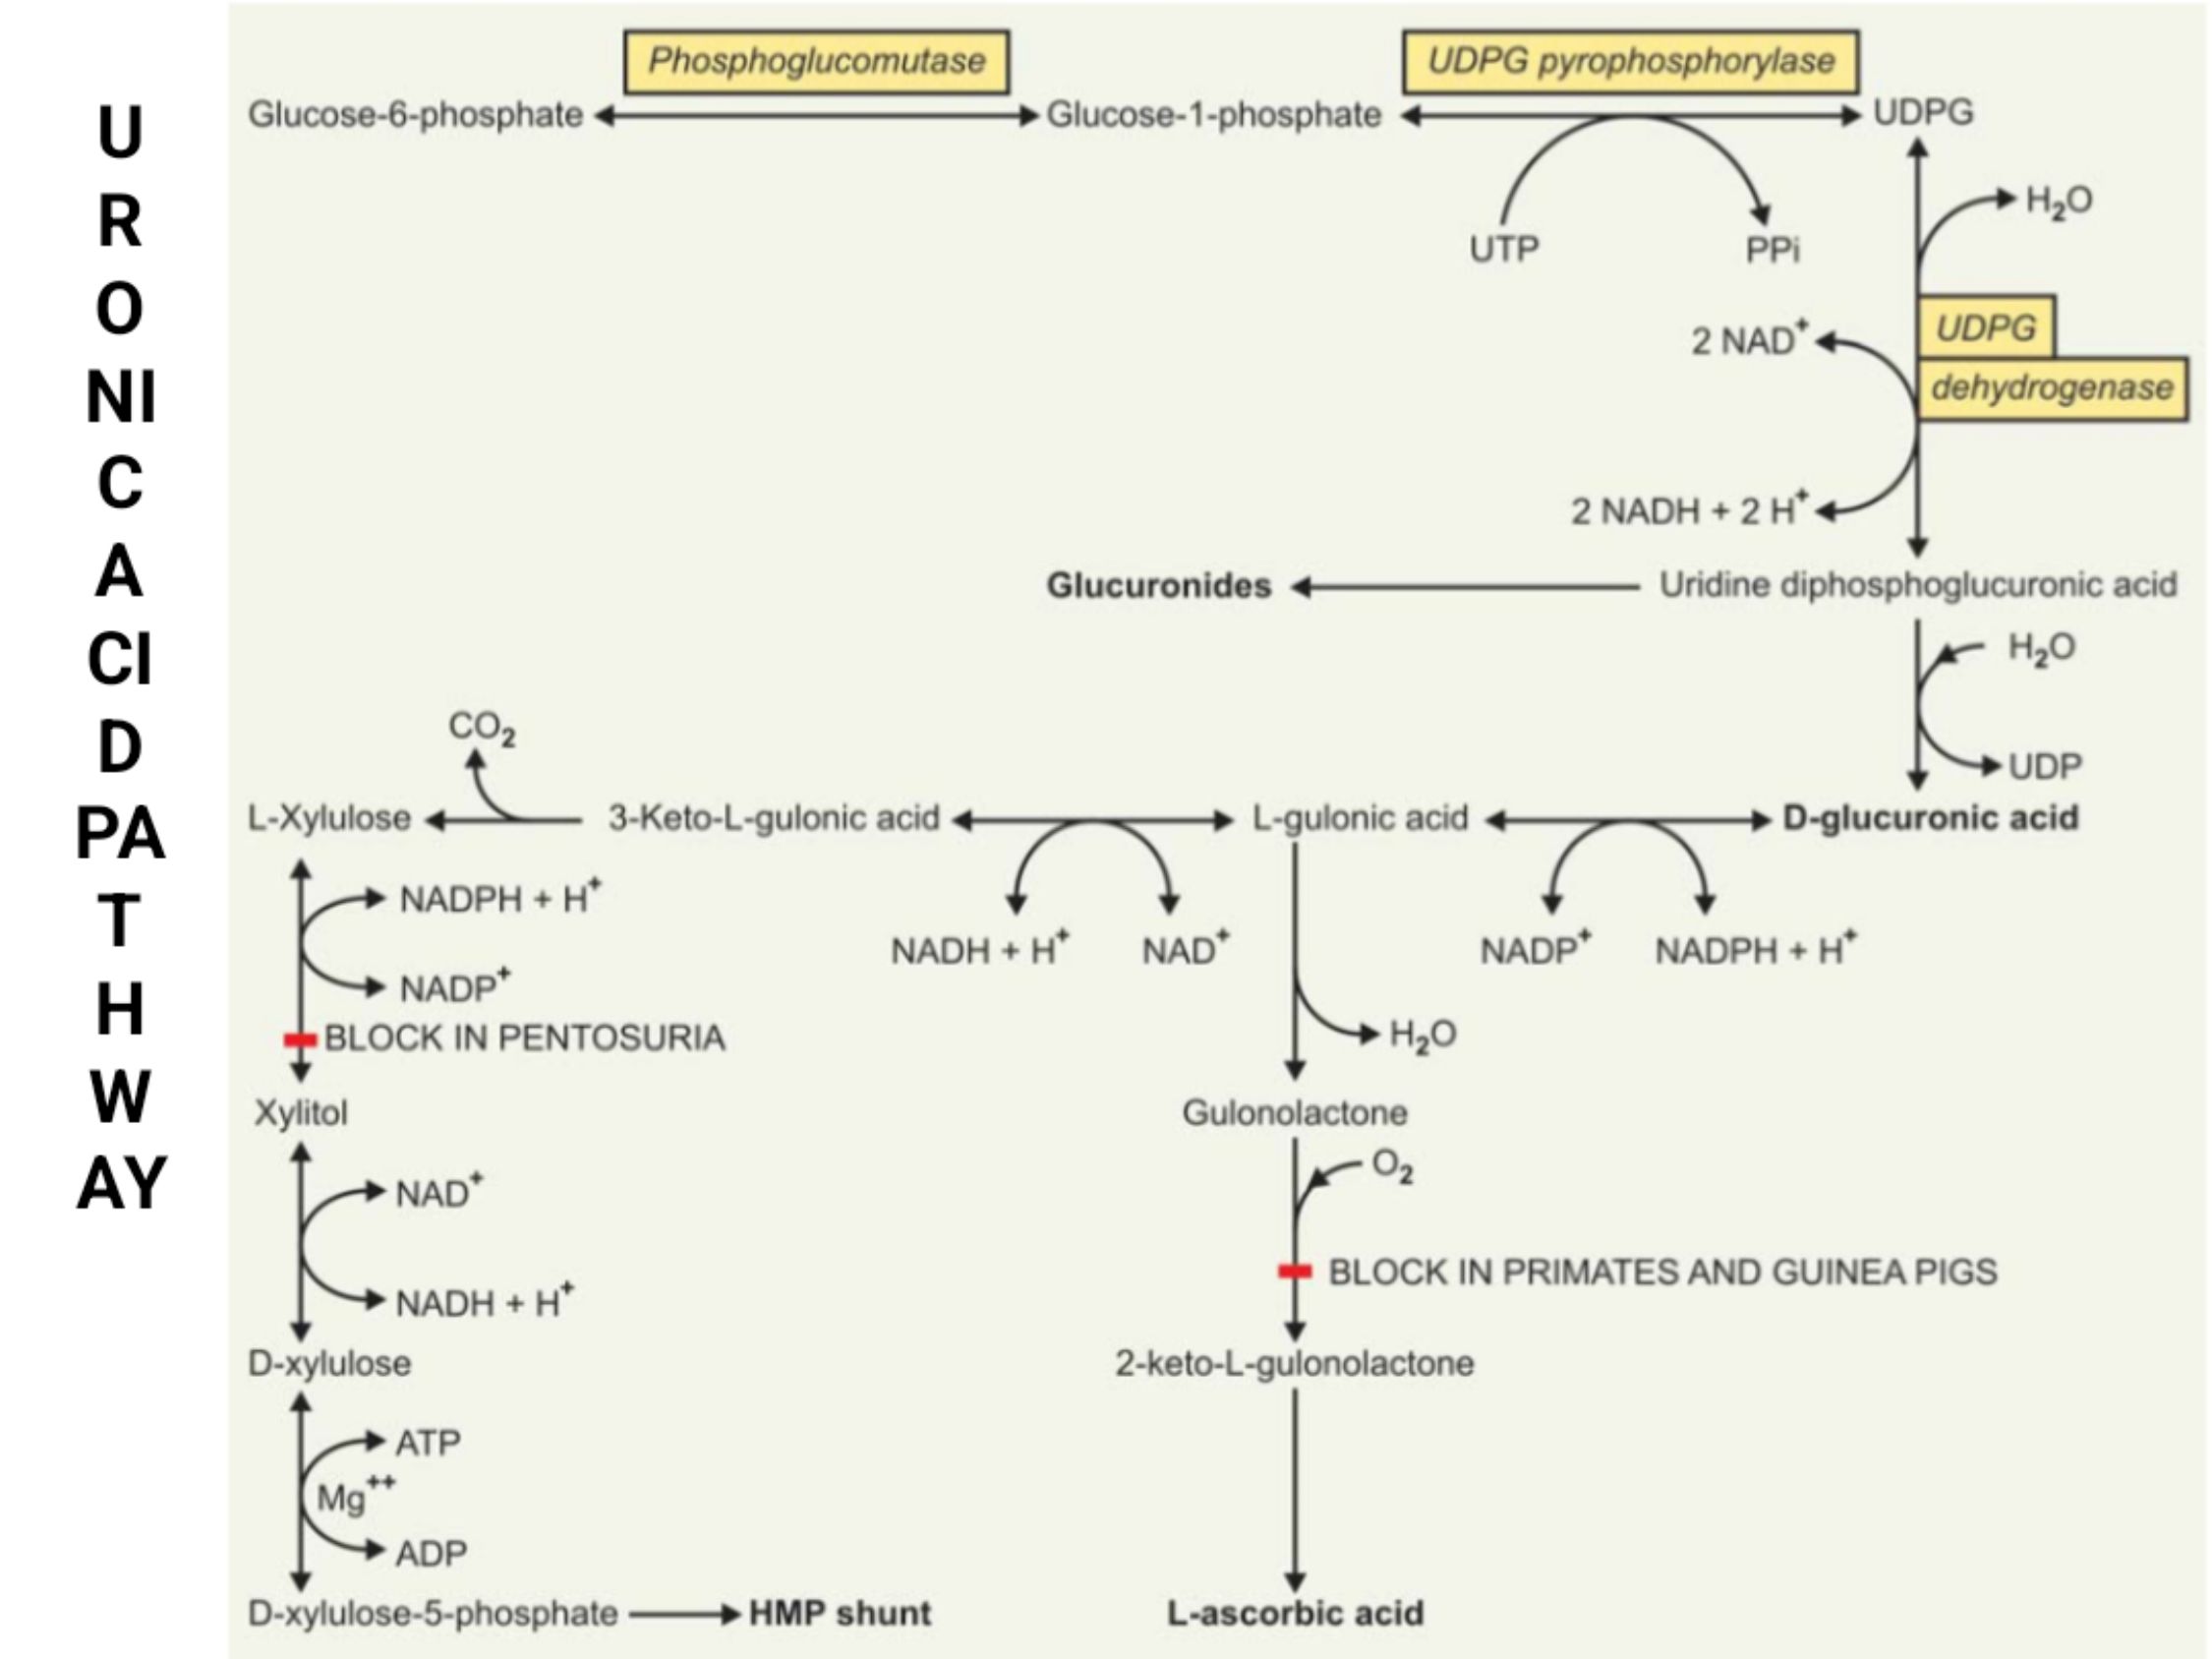 U
R
O
NI
C
A
CI
D
PA
T
H
W
AY
Phosphoglucomutase
UDPG pyrophosphorylase
Glucose-6-phosphate
Glucose-1-phosphate
UDPG
UTP
PPi
H₂O
2 NAD⁺
UDPG
dehydrogenase
2 NADH + 2 H⁺
Glucuronides
Uridine diphosphoglucuronic acid
H₂O
UDP
CO₂
L-Xylulose
3-Keto-L-gulonic acid
L-gulonic acid
D-glucuronic acid
NADPH + H⁺
NADP⁺
NADH + H⁺
NAD⁺
NADP⁺
NADPH + H⁺
BLOCK IN PENTOSURIA
H₂O
Xylitol
Gulonolactone
NAD⁺
NADH + H⁺
O₂
BLOCK IN PRIMATES AND GUINEA PIGS
D-xylulose
2-keto-L-gulonolactone
ATP
Mg⁺⁺
ADP
D-xylulose-5-phosphate
HMP shunt
L-ascorbic acid